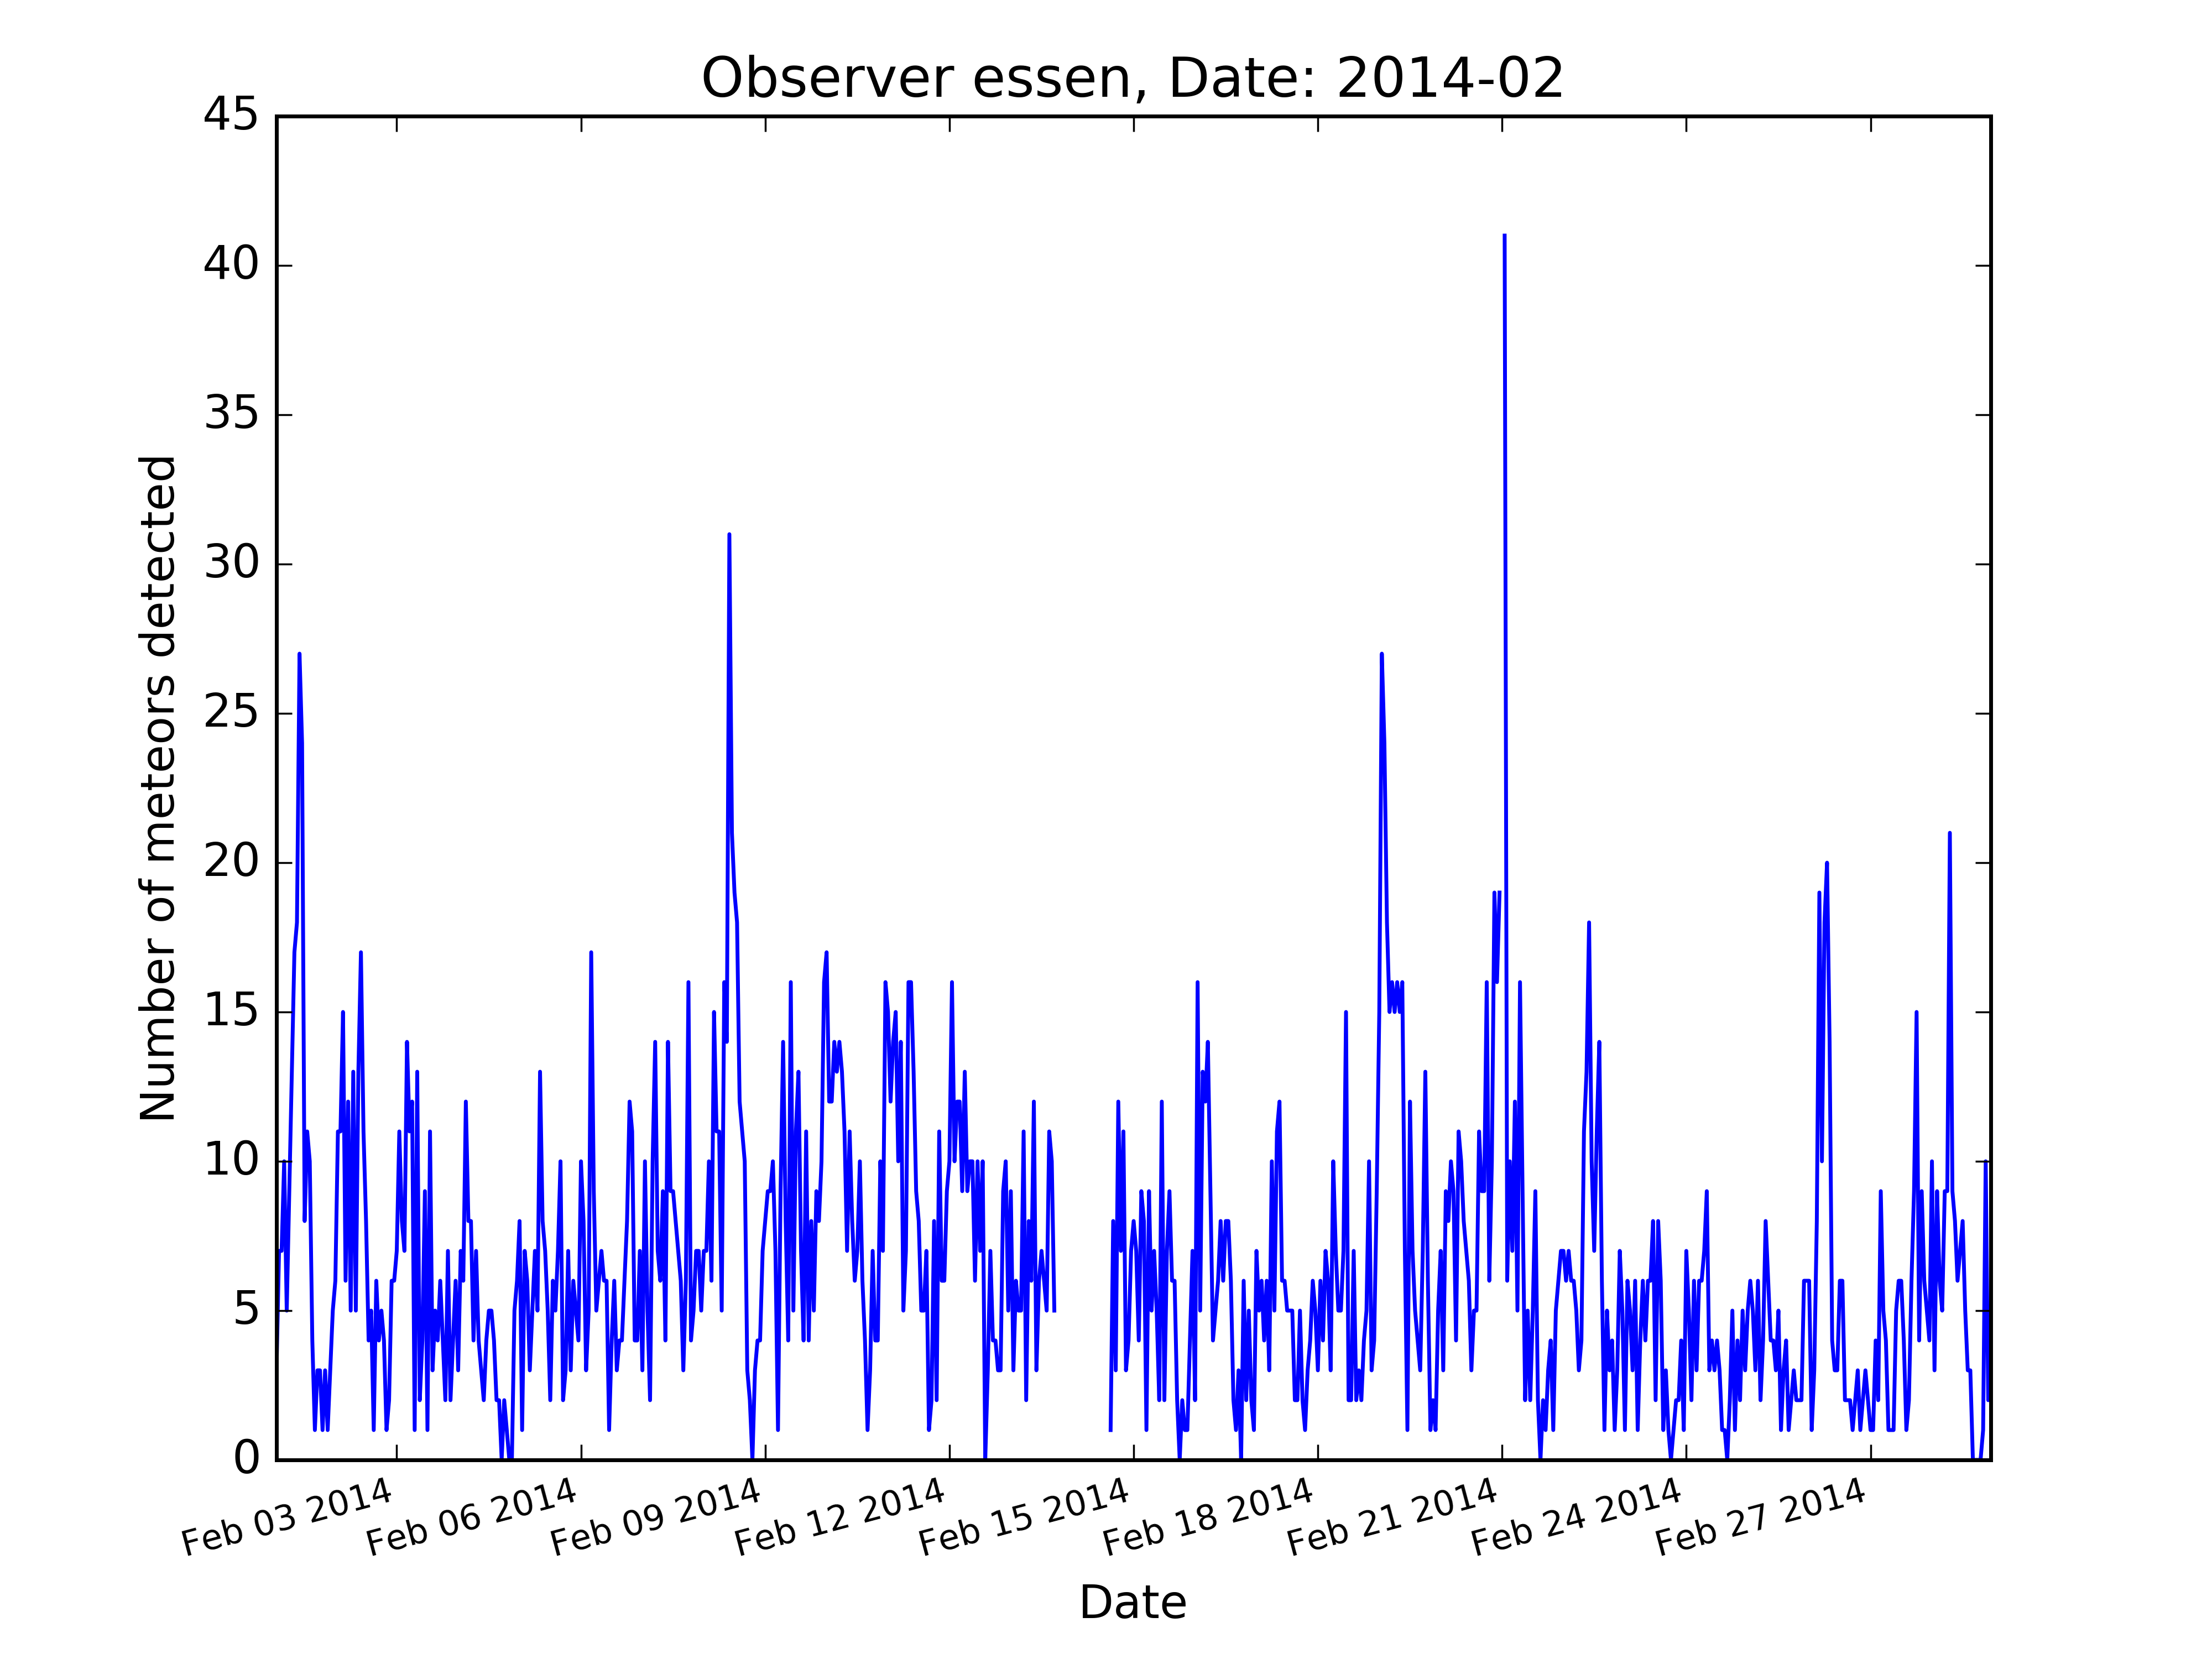 Observer essen, Date: 2014-02
Number of meteors detected
45
40
35
30
25
20
15
10
5
0
Feb 03 2014
Feb 06 2014
Feb 09 2014
Feb 12 2014
Feb 15 2014
Feb 18 2014
Feb 21 2014
Feb 24 2014
Feb 27 2014
Date